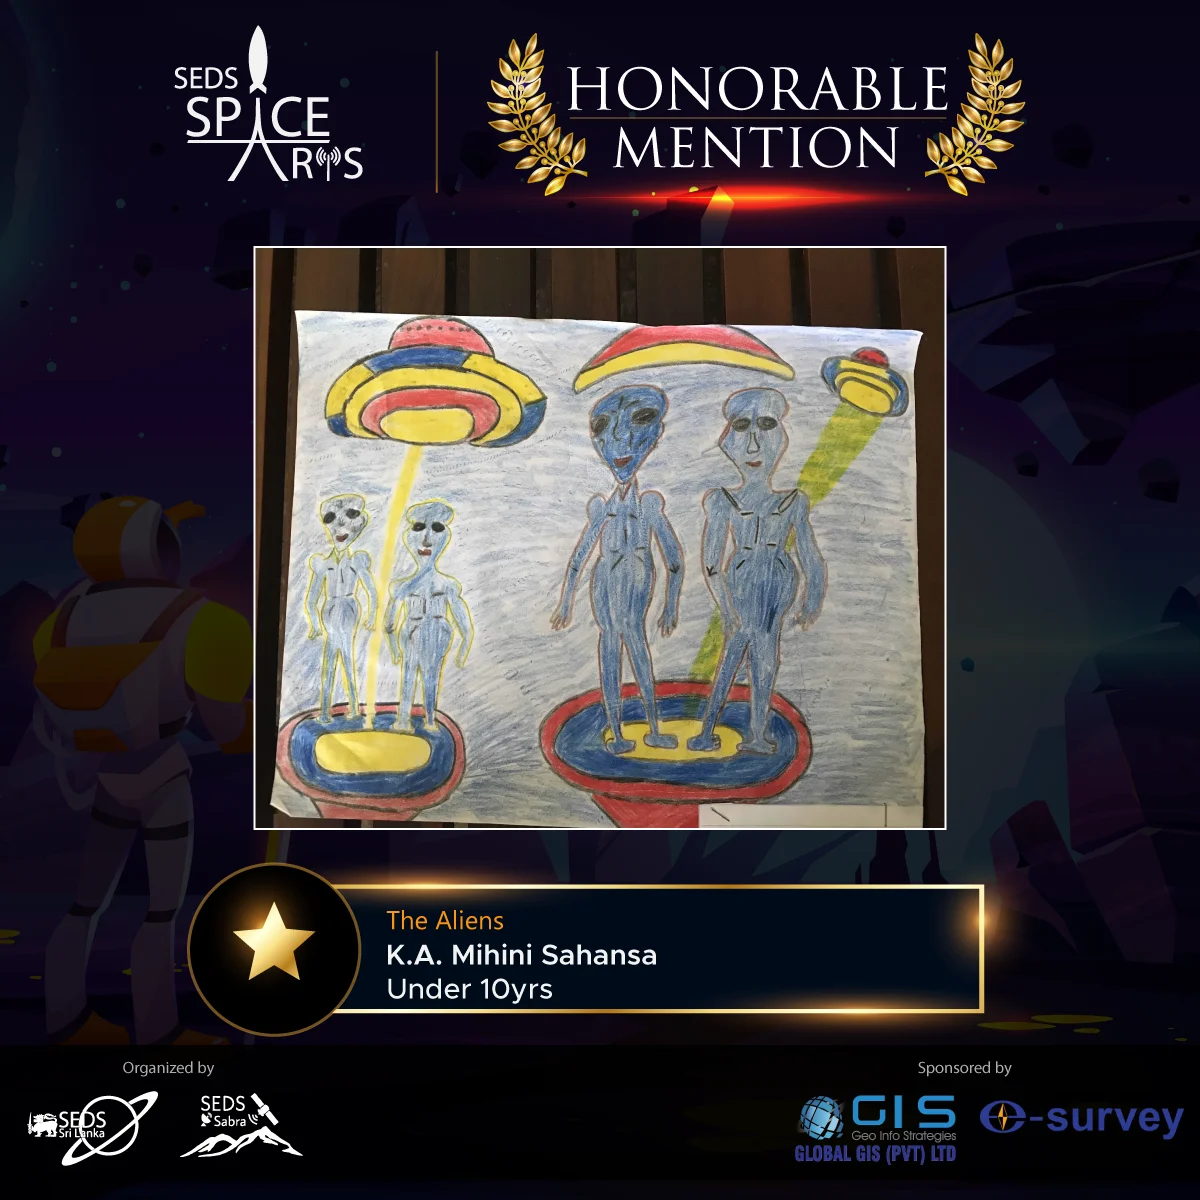 SEDS
SPACE
ARTS
HONORABLE
MENTION
The Aliens
K.A. Mihini Sahansa
Under 10yrs
Organized by
SEDS
Sri Lanka
SEDS
Sabra
Sponsored by
GIS
Geo Info Strategies
GLOBAL GIS (PVT) LTD
e-survey